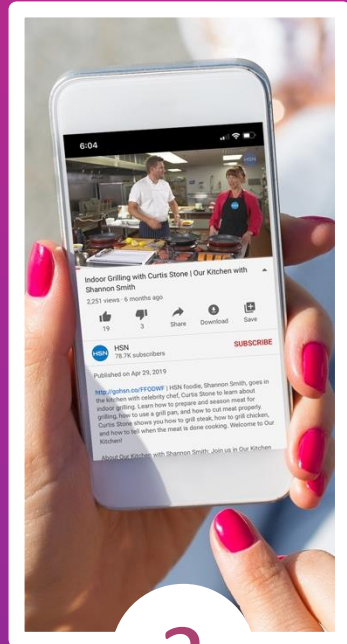 6:04
HSN
Indoor Grilling with Curtis Stone | Our Kitchen with
Shannon Smith
2,251 views · 6 months ago
19
3
Share
Download
Save
HSN
HSN
78.7K subscribers
SUBSCRIBE
Published on Apr 29, 2019
| HSN foodie, Shannon Smith, goes in
the kitchen with celebrity chef, Curtis Stone to learn about
indoor grilling. Learn how to prepare and season meat for
grilling, how to use a grill pan, and how to cut meat properly.
Curtis Stone shows you how to grill steak, how to grill chicken,
and how to tell when the meat is done cooking. Welcome to Our
Kitchen!
About Our Kitchen with Shannon Smith: Join us in Our Kitchen